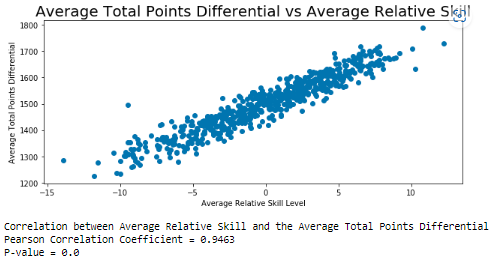 Average Total Points Differential vs Average Relative Skill
1800
1700
1600
1500
1400
1300
1200
Average Total Points Differential
−15
−10
−5
0
5
10
Average Relative Skill Level
Correlation between Average Relative Skill and the Average Total Points Differential
Pearson Correlation Coefficient = 0.9463
P-value = 0.0